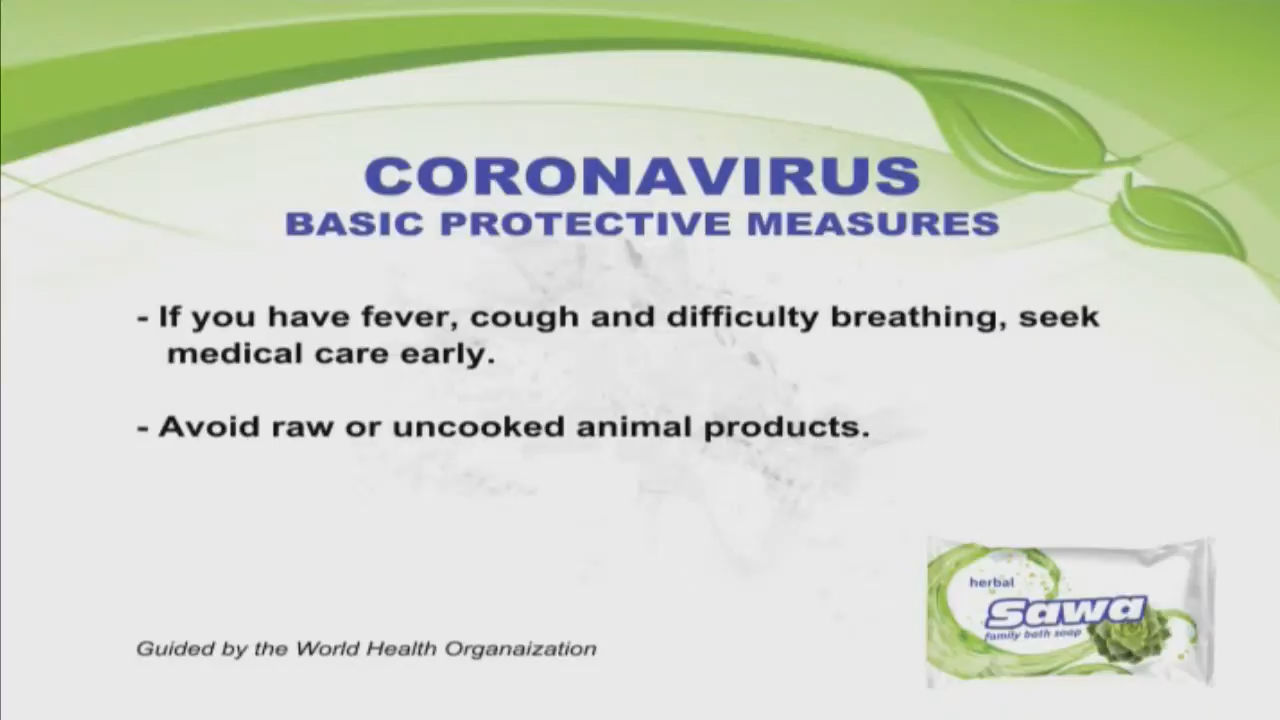 CORONAVIRUS
BASIC PROTECTIVE MEASURES
- If you have fever, cough and difficulty breathing, seek
medical care early.
- Avoid raw or uncooked animal products.
Guided by the World Health Organaization
herbal
Sawa
family bath soap